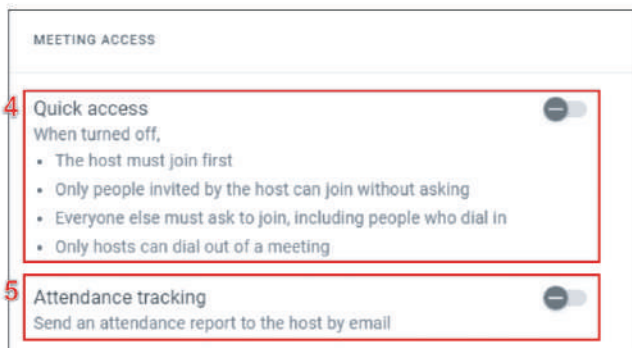 MEETING ACCESS
4
Quick access
When turned off,
• The host must join first
• Only people invited by the host can join without asking
• Everyone else must ask to join, including people who dial in
• Only hosts can dial out of a meeting
5
Attendance tracking
Send an attendance report to the host by email